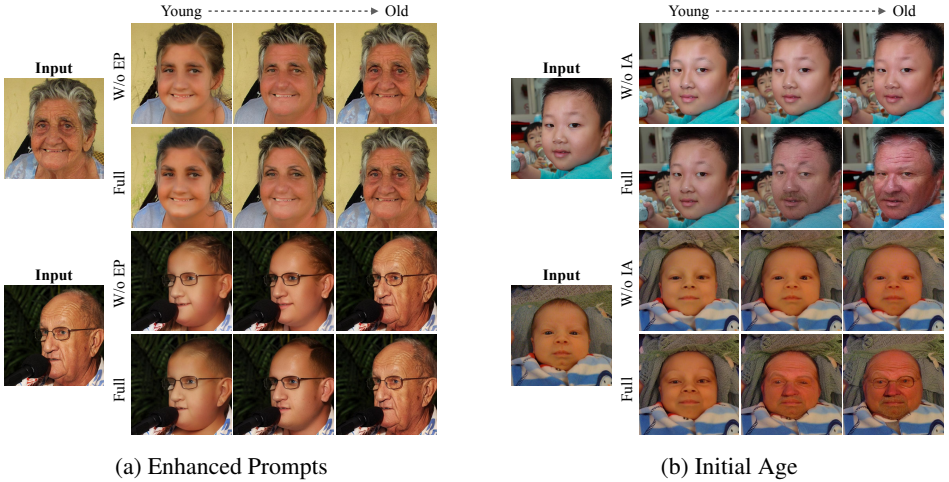 Young Old
Input
W/o EP
Full
Input
W/o EP
Full
(a) Enhanced Prompts
Young Old
Input
W/o IA
Full
Input
W/o IA
Full
(b) Initial Age